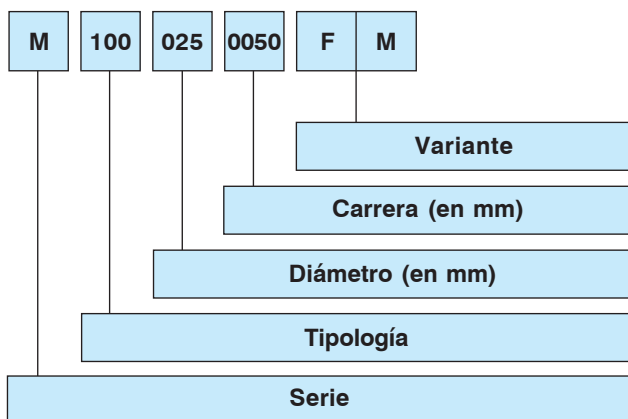 M 100 025 0050 F M
Variante
Carrera (en mm)
Diámetro (en mm)
Tipología
Serie